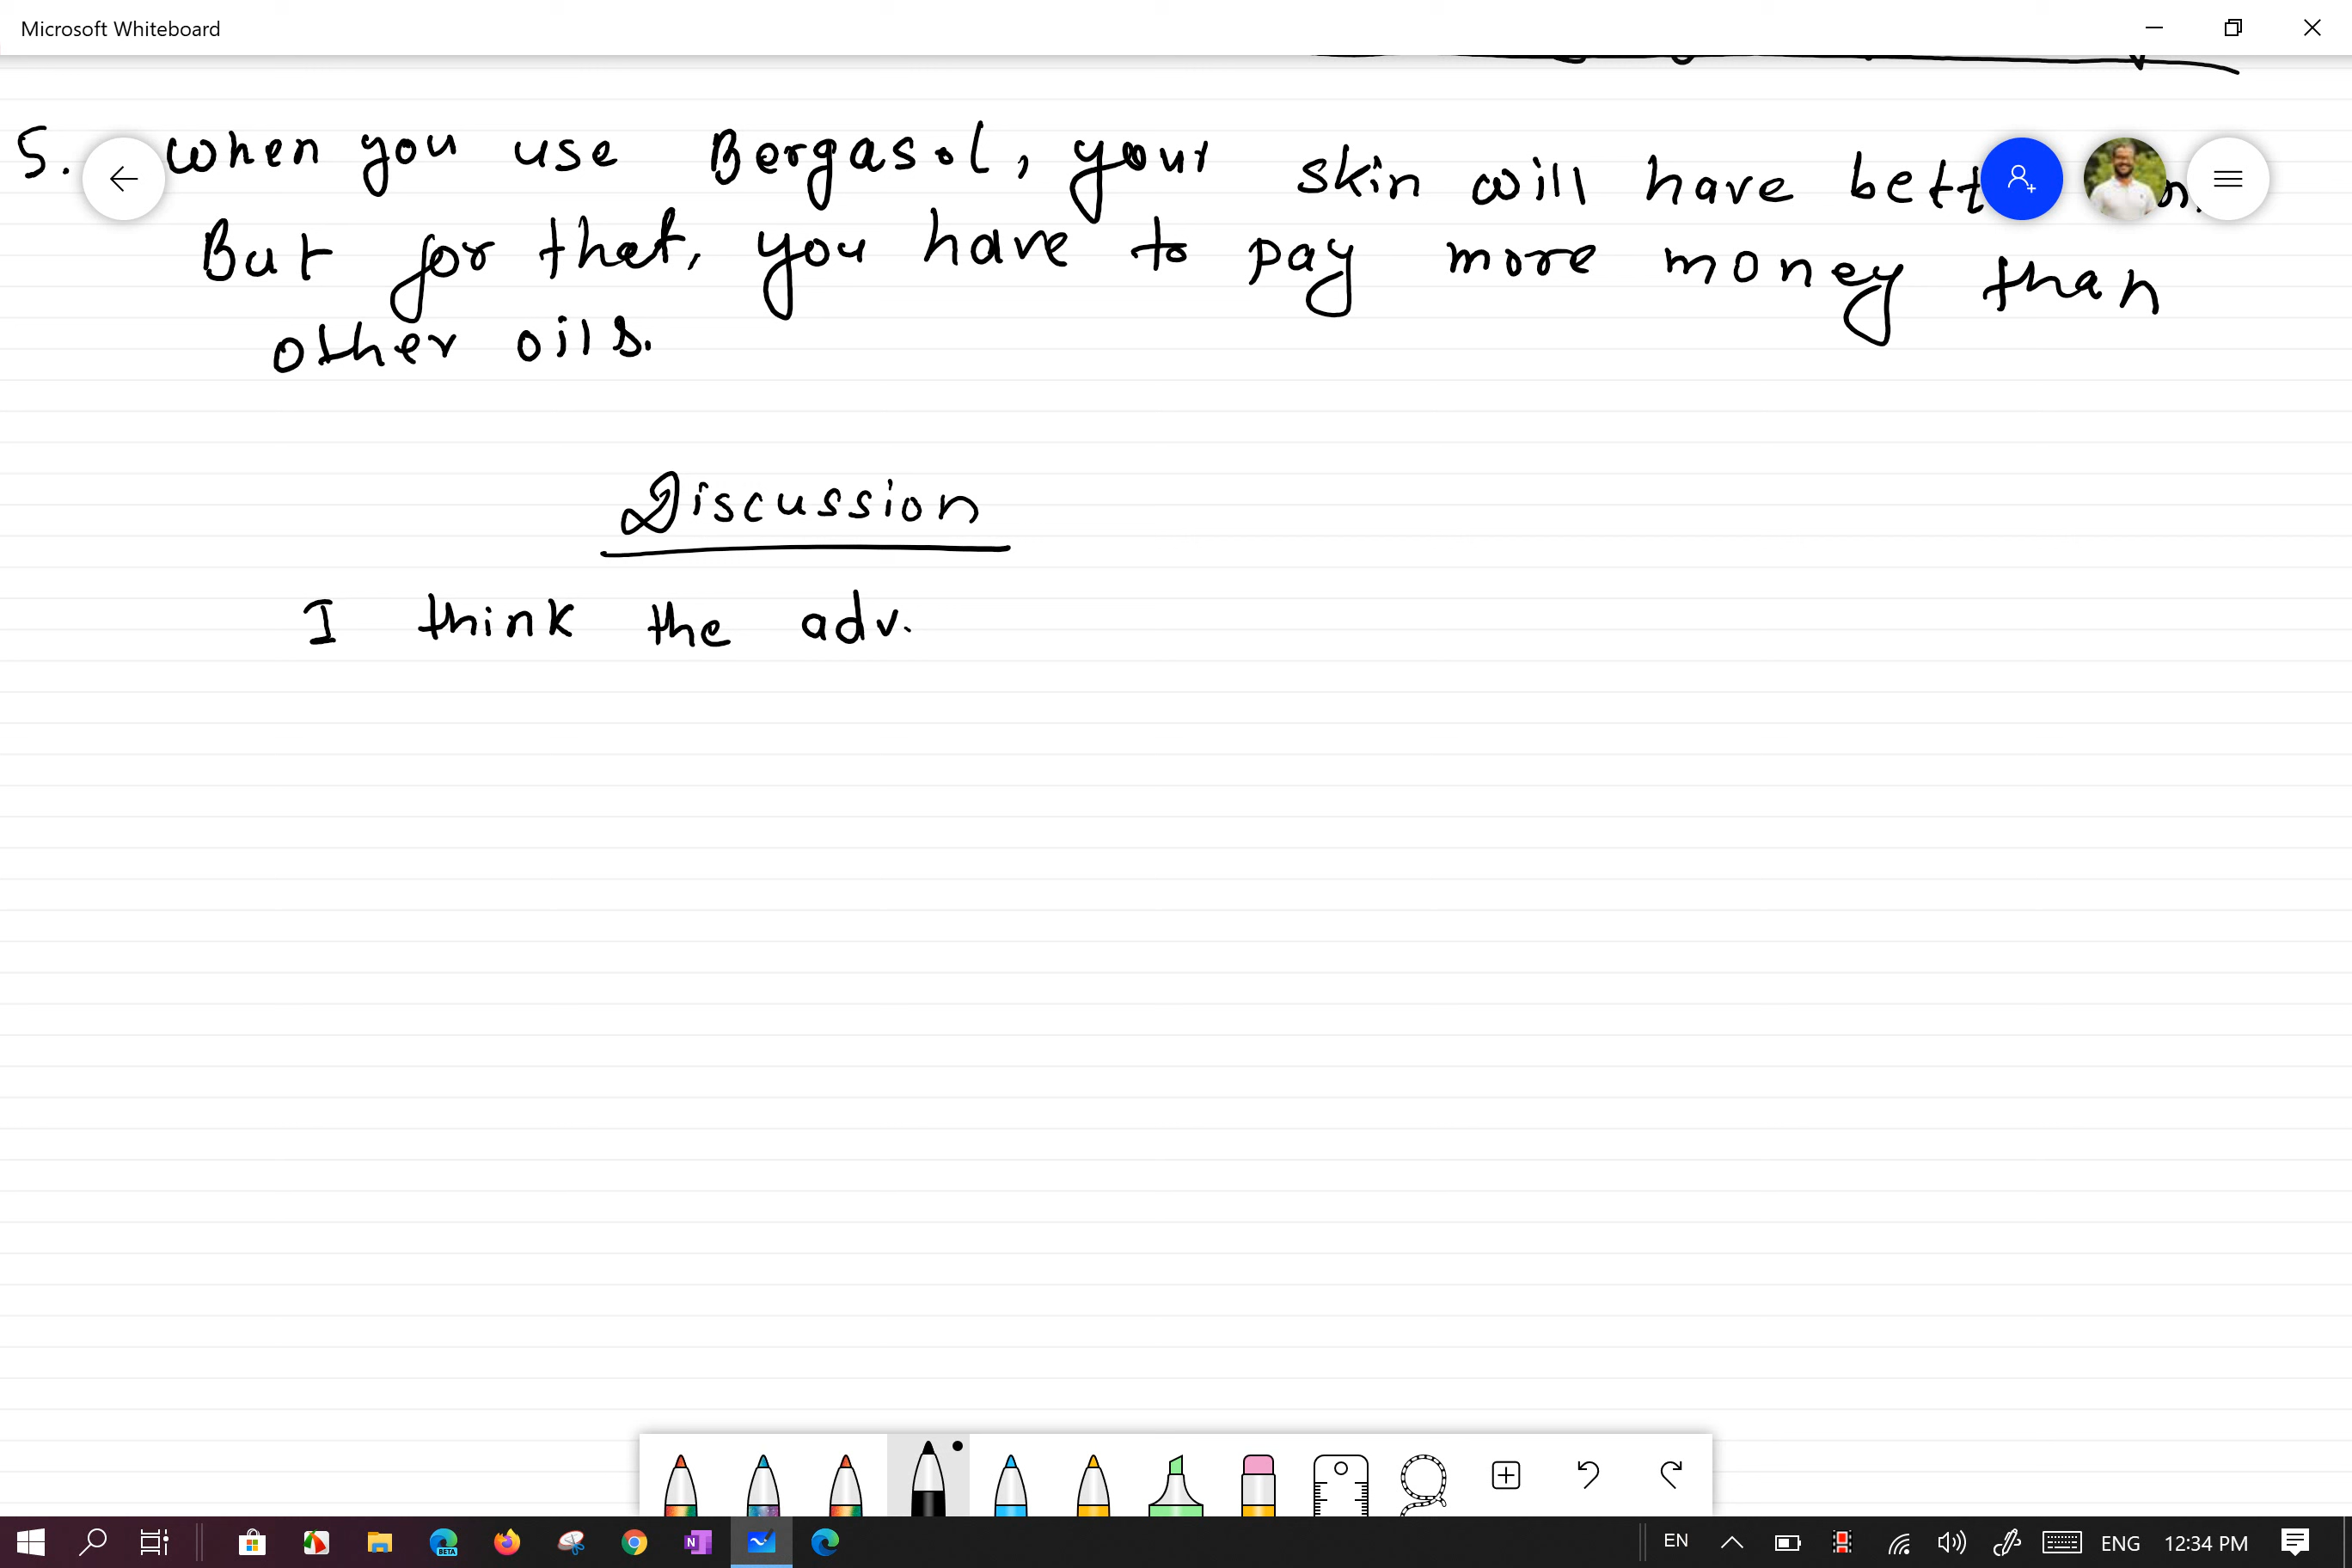 Microsoft Whiteboard
5. when you use Bergasol, your skin will have
But for that, you have to pay more money than
other oils.
Discussion
I think the adv.
BETA
N
EN
ENG
12:34 PM